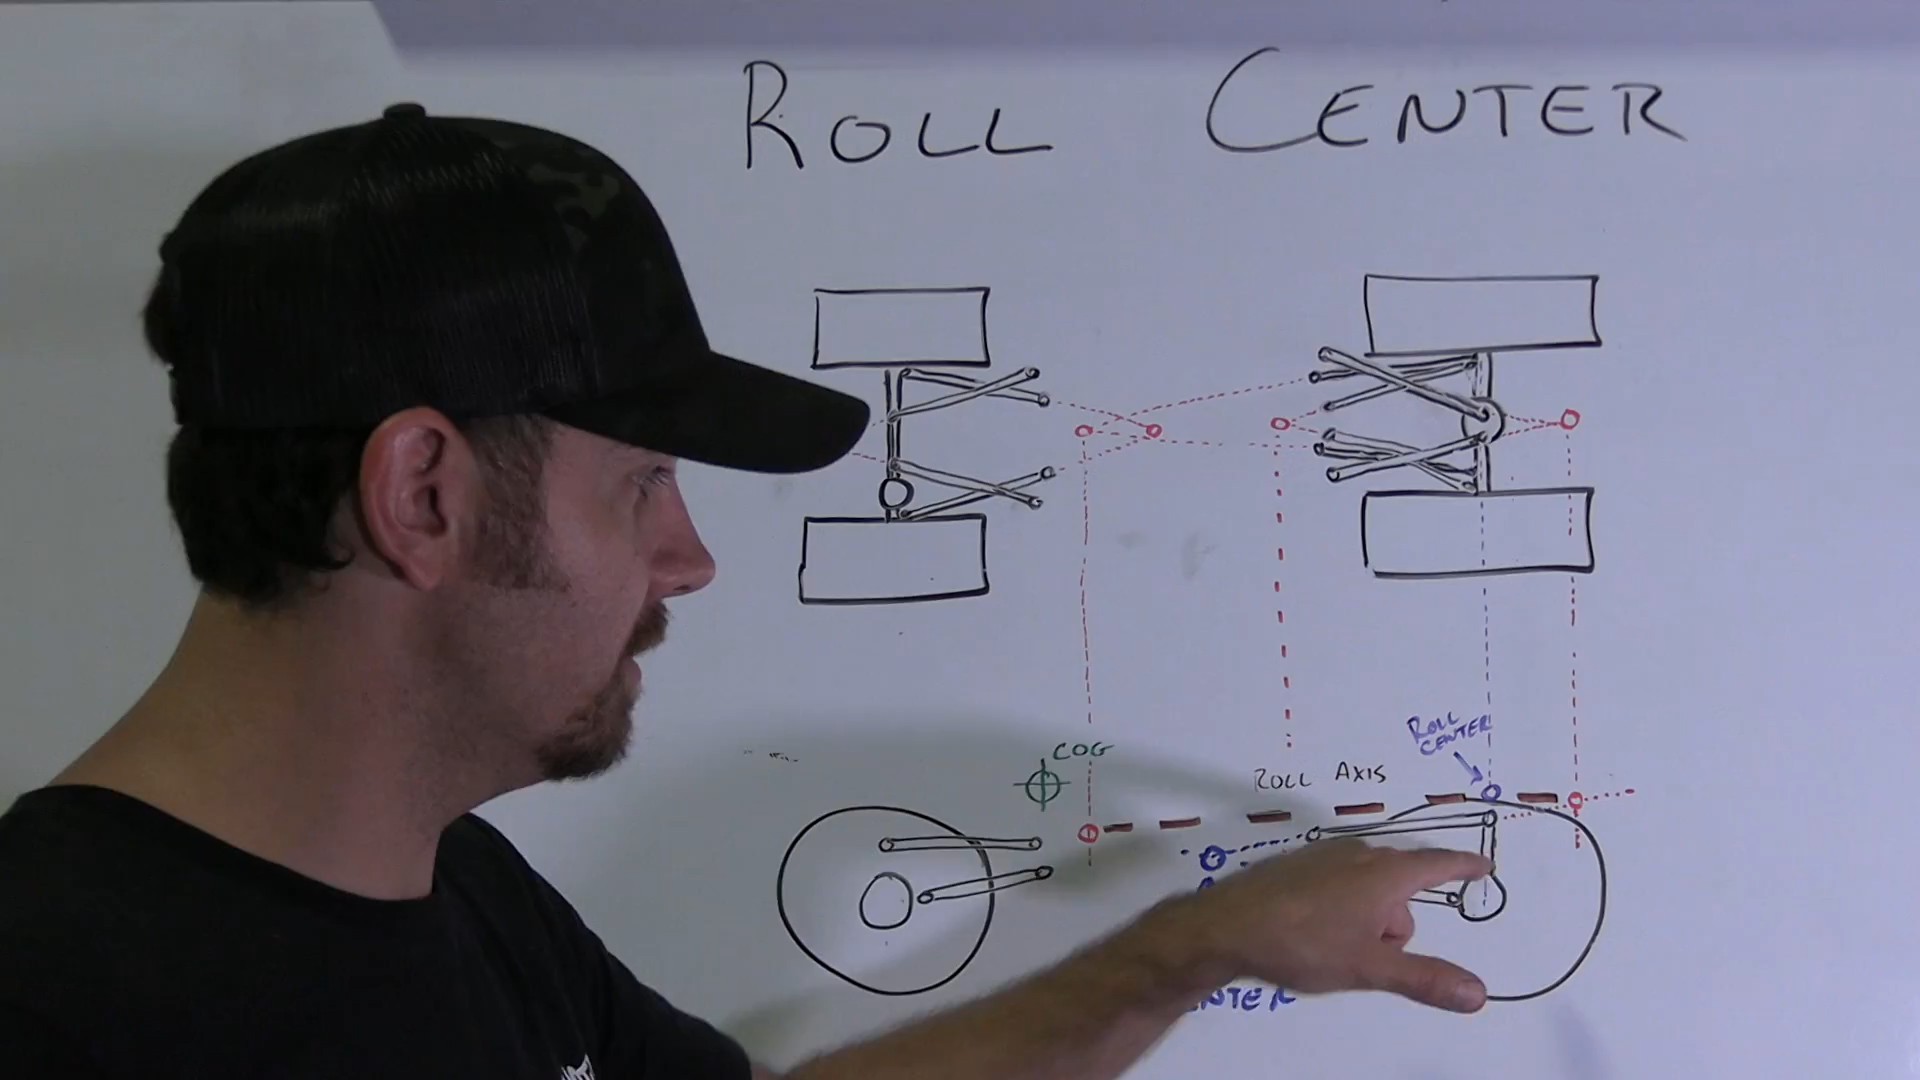 ROLL CENTER
ROLL
CENTER
COG
ROLL AXIS